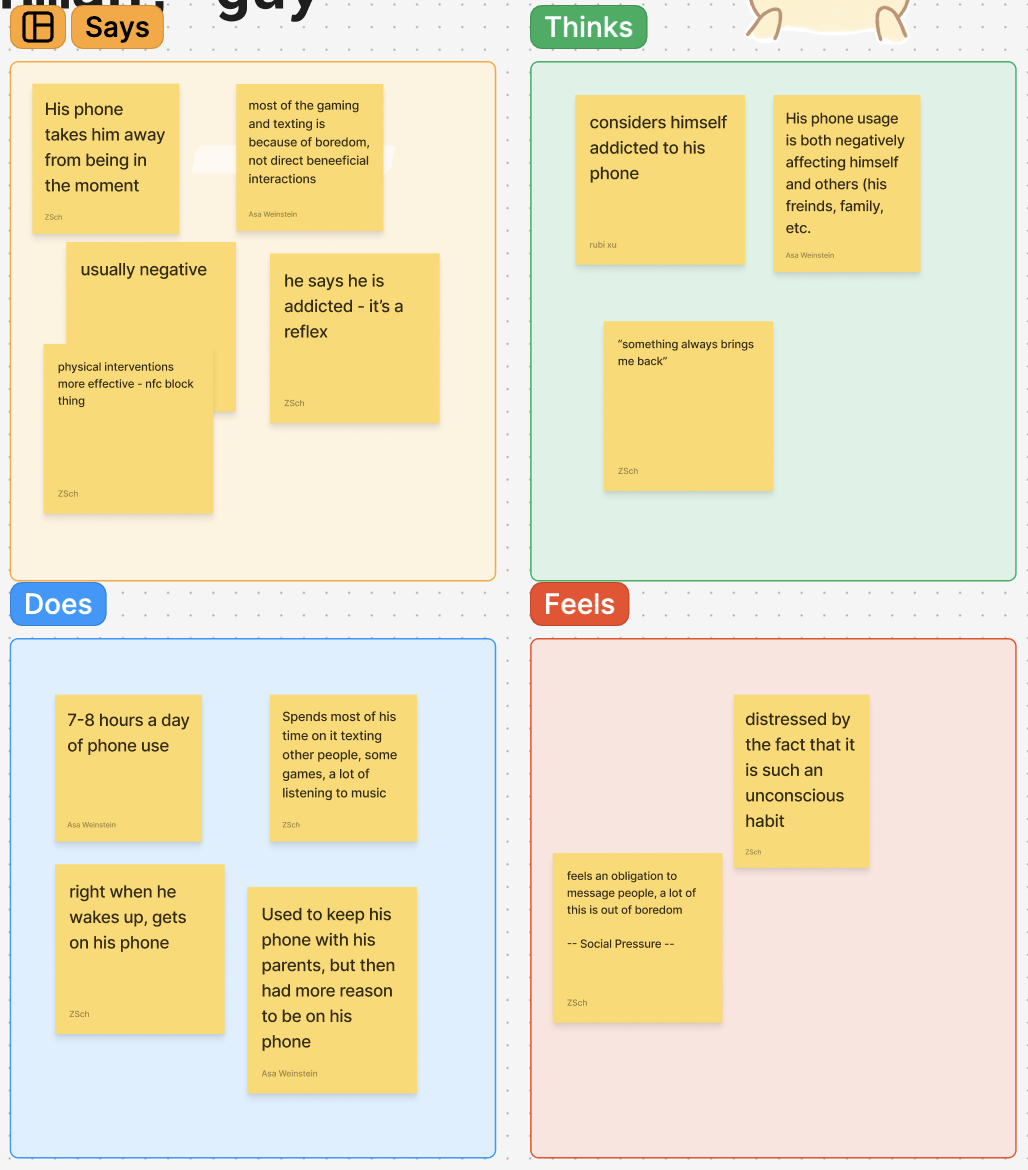 guy
Says
Thinks
His phone
takes him away
from being in
the moment
ZSch
most of the gaming
and texting is
because of boredom,
not direct beneeficial
interactions
Asa Weinstein
usually negative
he says he is
addicted - it's a
reflex
ZSch
physical interventions
more effective - nfc block
thing
ZSch
considers himself
addicted to his
phone
rubi xu
His phone usage
is both negatively
affecting himself
and others (his
freinds, family,
etc.
Asa Weinstein
“something always brings
me back”
ZSch
Does
Feels
7-8 hours a day
of phone use
Asa Weinstein
Spends most of his
time on it texting
other people, some
games, a lot of
listening to music
ZSch
right when he
wakes up, gets
on his phone
ZSch
Used to keep his
phone with his
parents, but then
had more reason
to be on his
phone
Asa Weinstein
distressed by
the fact that it
is such an
unconscious
habit
ZSch
feels an obligation to
message people, a lot of
this is out of boredom
-- Social Pressure --
ZSch